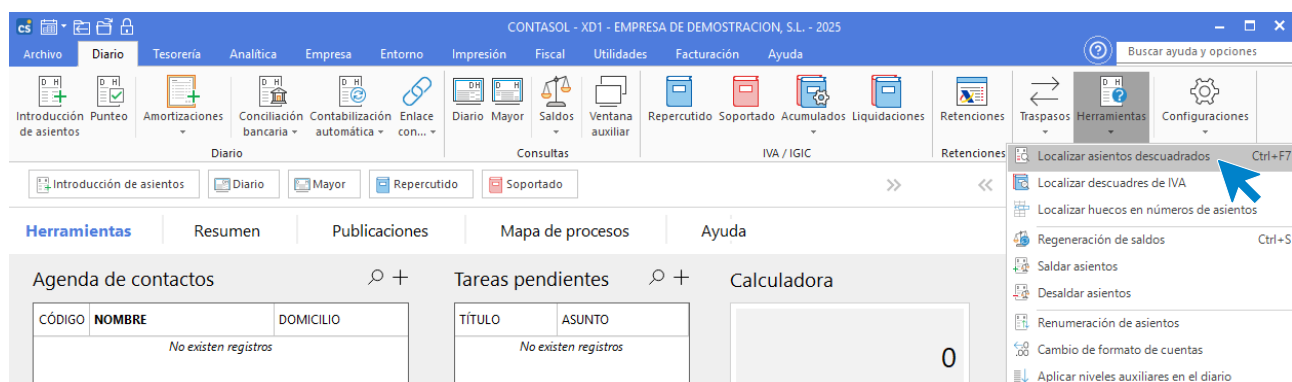 CS
CONTASOL - XD1 - EMPRESA DE DEMOSTRACION, S.L. - 2025
Archivo Diario Tesorería Analítica Empresa Entorno Impresión Fiscal Utilidades Facturación Ayuda
Buscar ayuda y opciones
Introducción de asientos
Punteo
Amortizaciones
Conciliación bancaria
Contabilización automática
Enlace con...
Diario
Mayor
Saldos
Ventana auxiliar
Repercutido
Soportado
Acumulados
Liquidaciones
Retenciones
Traspasos
Herramientas
Configuraciones
Diario
Consultas
IVA / IGIC
Retenciones
Introducción de asientos
Diario
Mayor
Repercutido
Soportado
Localizar asientos descuadrados Ctrl+F7
Localizar descuadres de IVA
Localizar huecos en números de asientos
Regeneración de saldos Ctrl+S
Saldar asientos
Desaldar asientos
Renumeración de asientos
Cambio de formato de cuentas
Aplicar niveles auxiliares en el diario
Herramientas Resumen Publicaciones Mapa de procesos Ayuda
Agenda de contactos
CÓDIGO NOMBRE DOMICILIO
No existen registros
Tareas pendientes
TÍTULO ASUNTO
No existen registros
Calculadora
0